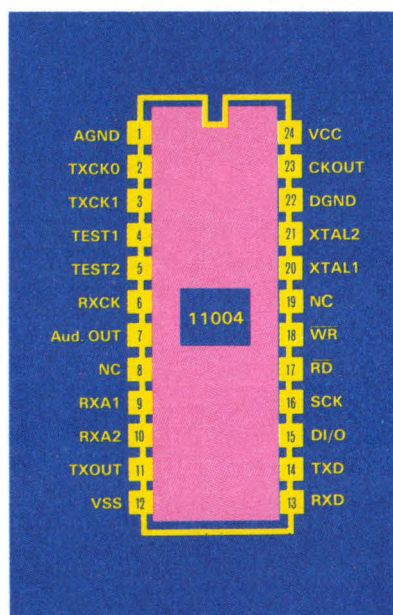 AGND 1 24 VCC
TXCK0 2 23 CKOUT
TXCK1 3 22 DGND
TEST1 4 21 XTAL2
TEST2 5 20 XTAL1
RXCK 6 19 NC
11004
Aud. OUT 7 18 W̅R̅
NC 8 17 R̅D̅
RXA1 9 16 SCK
RXA2 10 15 DI/O
TXOUT 11 14 TXD
VSS 12 13 RXD